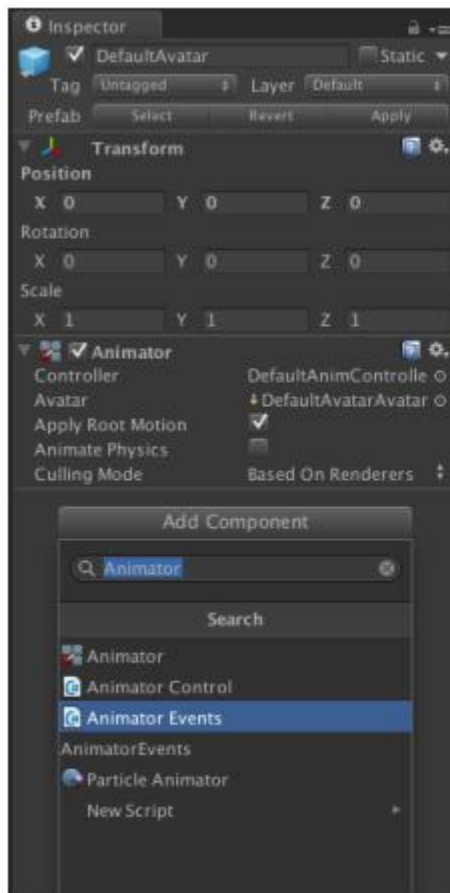 Inspector
DefaultAvatar Static
Tag Untagged Layer Default
Prefab Select Revert Apply
Transform
Position
X 0 Y 0 Z 0
Rotation
X 0 Y 0 Z 0
Scale
X 1 Y 1 Z 1
Animator
Controller DefaultAnimControlle
Avatar DefaultAvatarAvatar
Apply Root Motion
Animate Physics
Culling Mode Based On Renderers
Add Component
Animator
Search
Animator
Animator Control
Animator Events
AnimatorEvents
Particle Animator
New Script